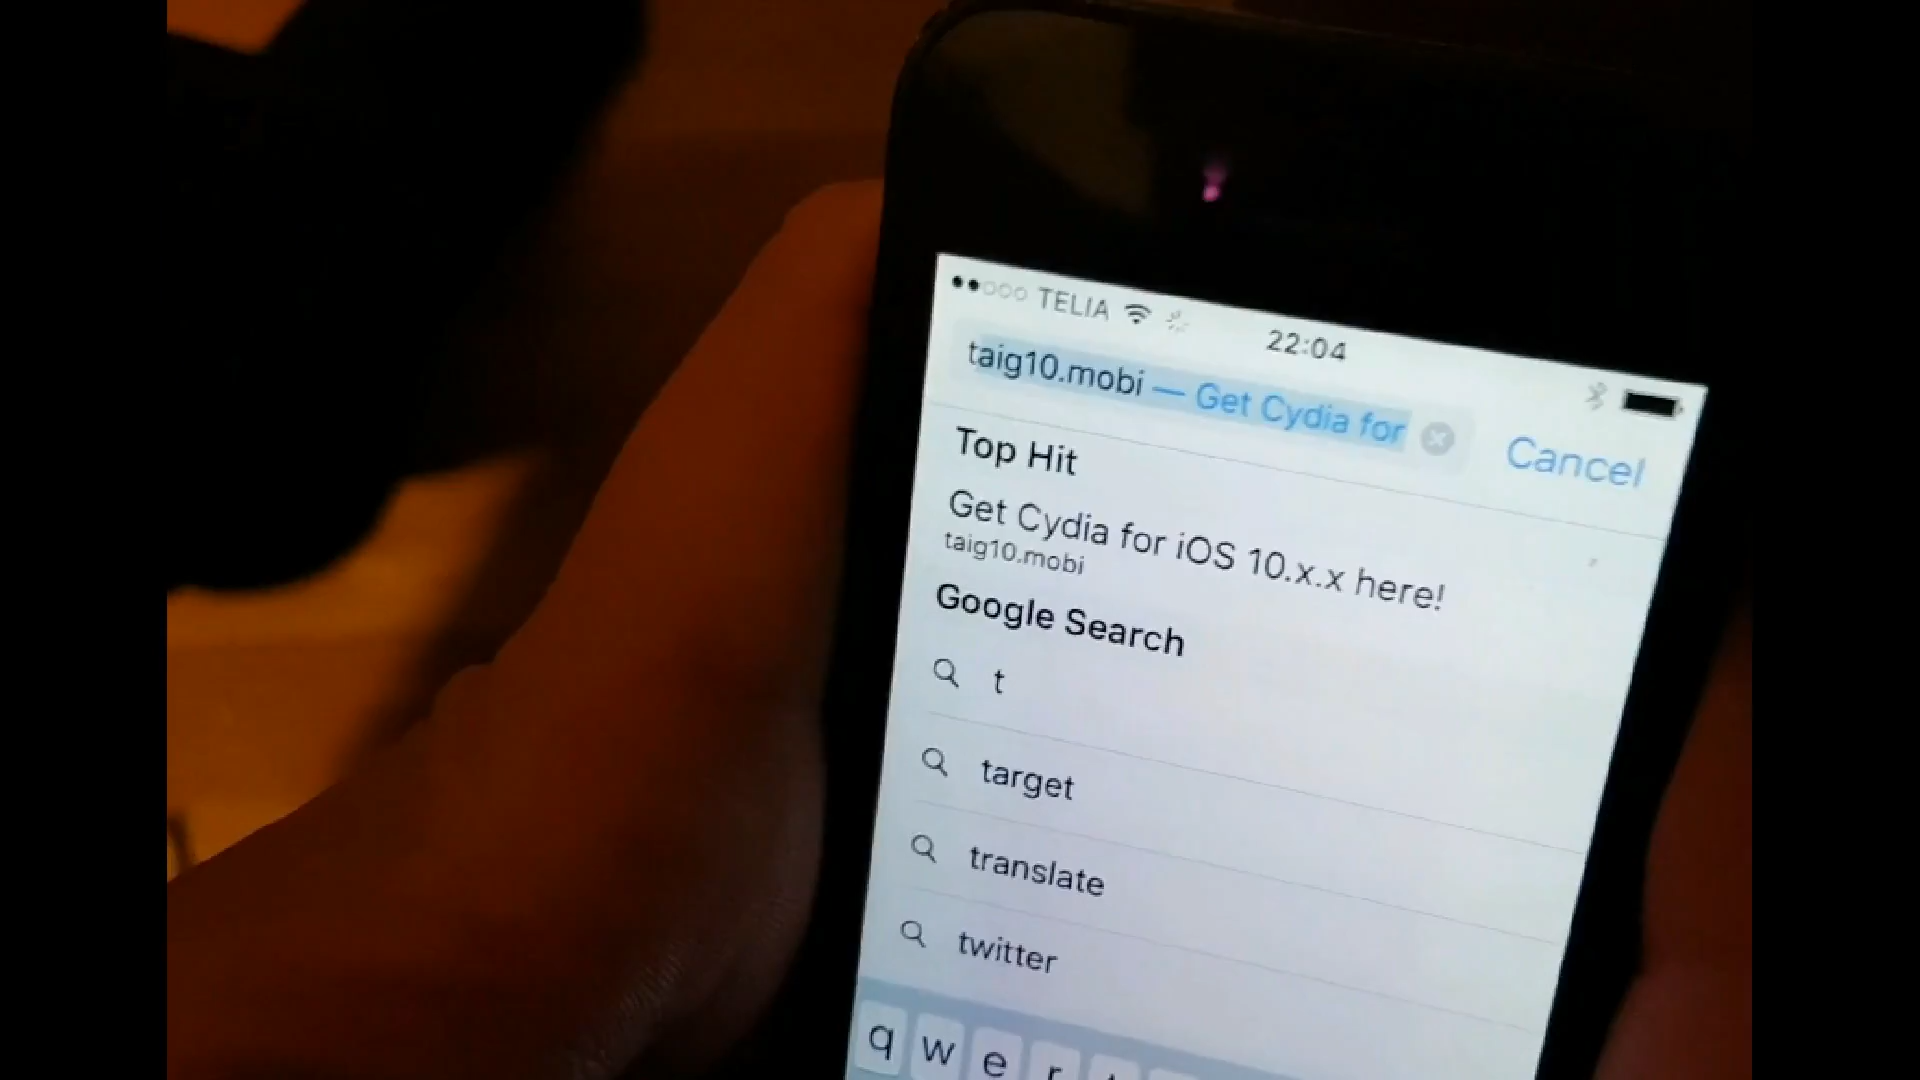 TELIA
22:04
taig10.mobi — Get Cydia for
Cancel
Top Hit
Get Cydia for iOS 10.x.x here!
taig10.mobi
Google Search
t
target
translate
twitter
q w e r